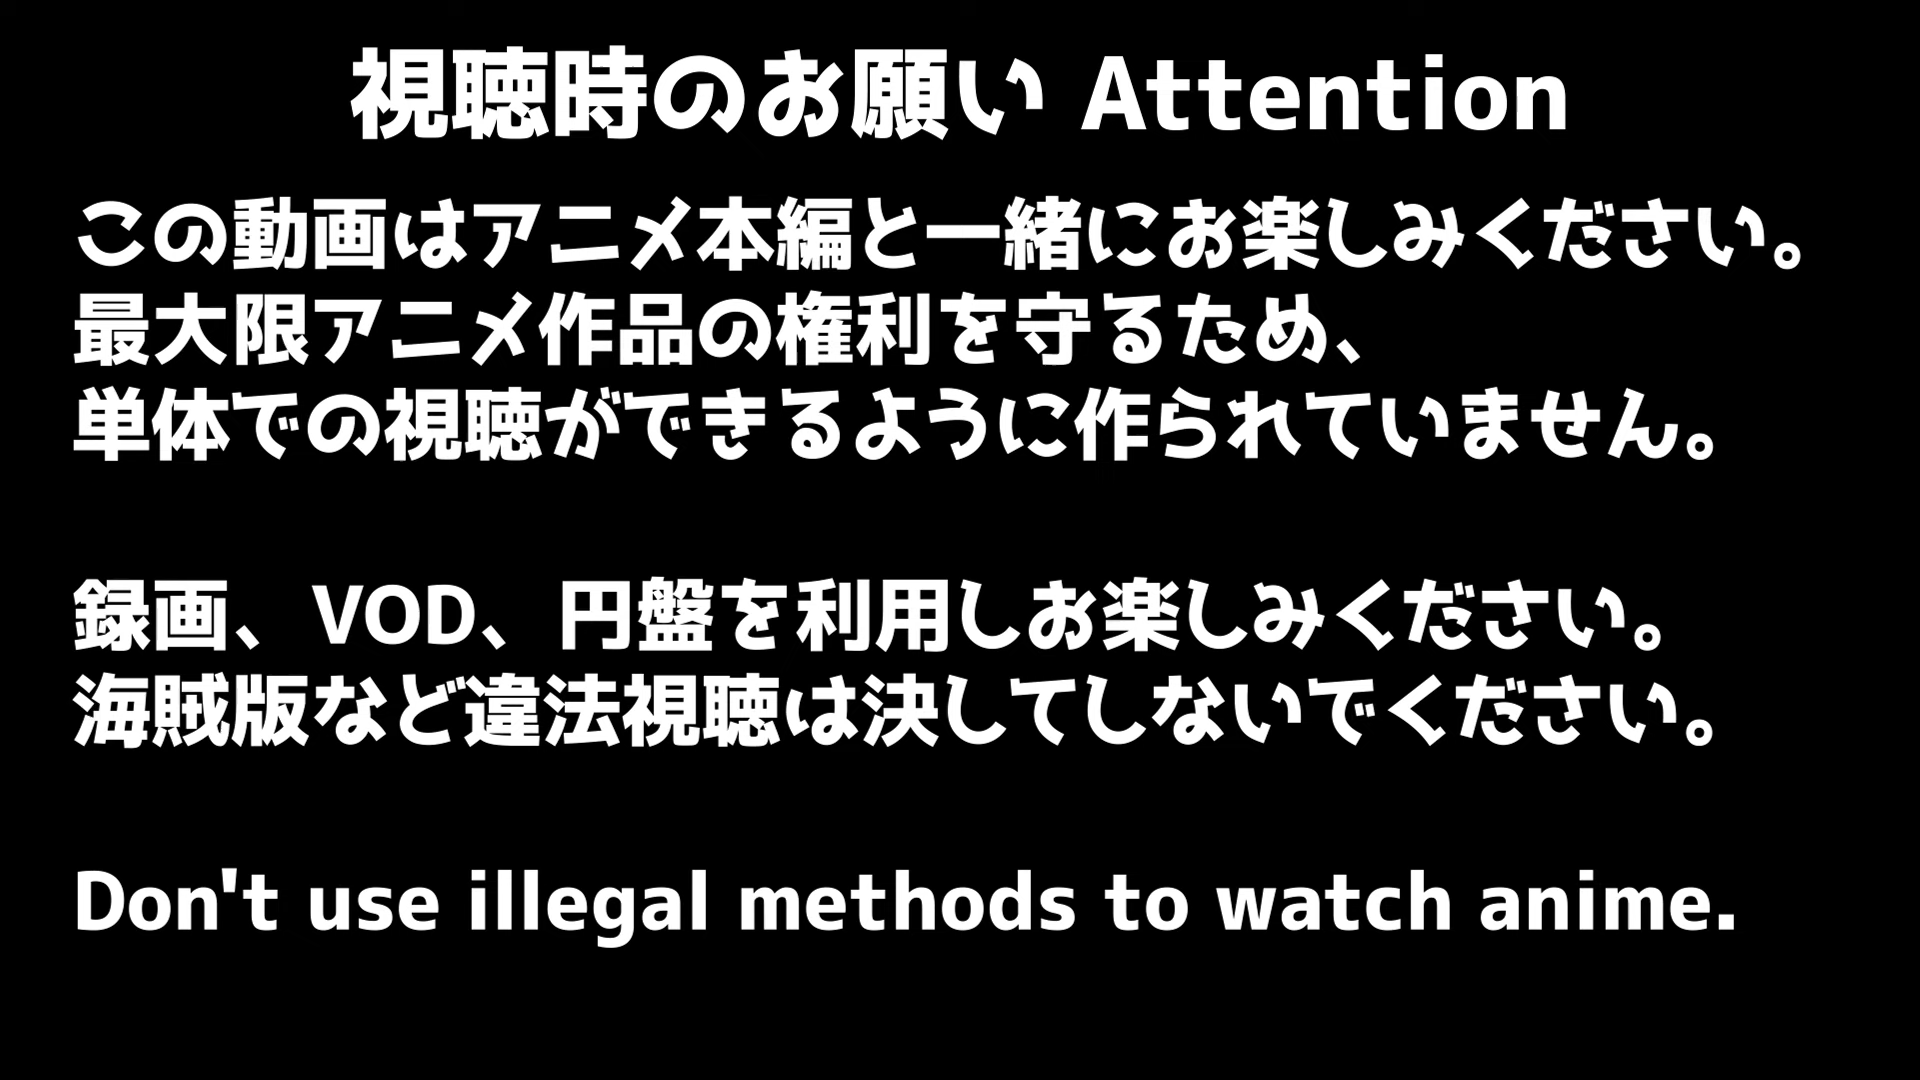 視聴時のお願い Attention
この動画はアニメ本編と一緒にお楽しみください。
最大限アニメ作品の権利を守るため、
単体での視聴ができるように作られていません。
録画、VOD、円盤を利用しお楽しみください。
海賊版など違法視聴は決してしないでください。
Don't use illegal methods to watch anime.